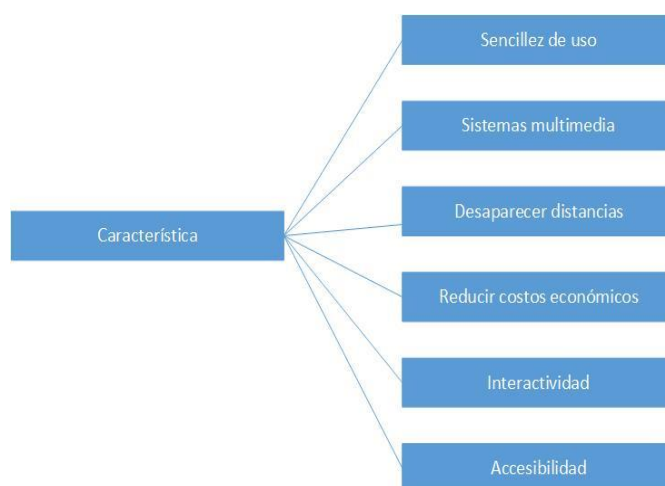 Característica
Sencillez de uso
Sistemas multimedia
Desaparecer distancias
Reducir costos económicos
Interactividad
Accesibilidad